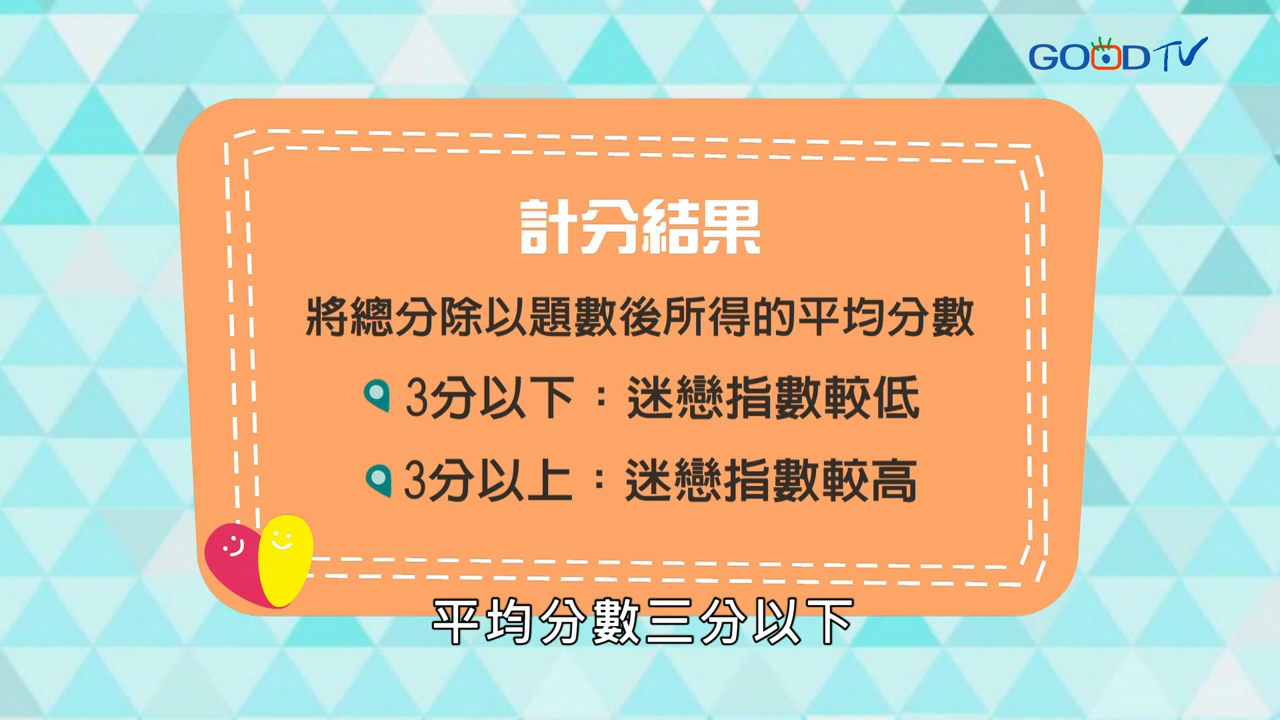 GOOD TV
計分結果
將總分除以題數後所得的平均分數
3分以下：迷戀指數較低
3分以上：迷戀指數較高
平均分數三分以下